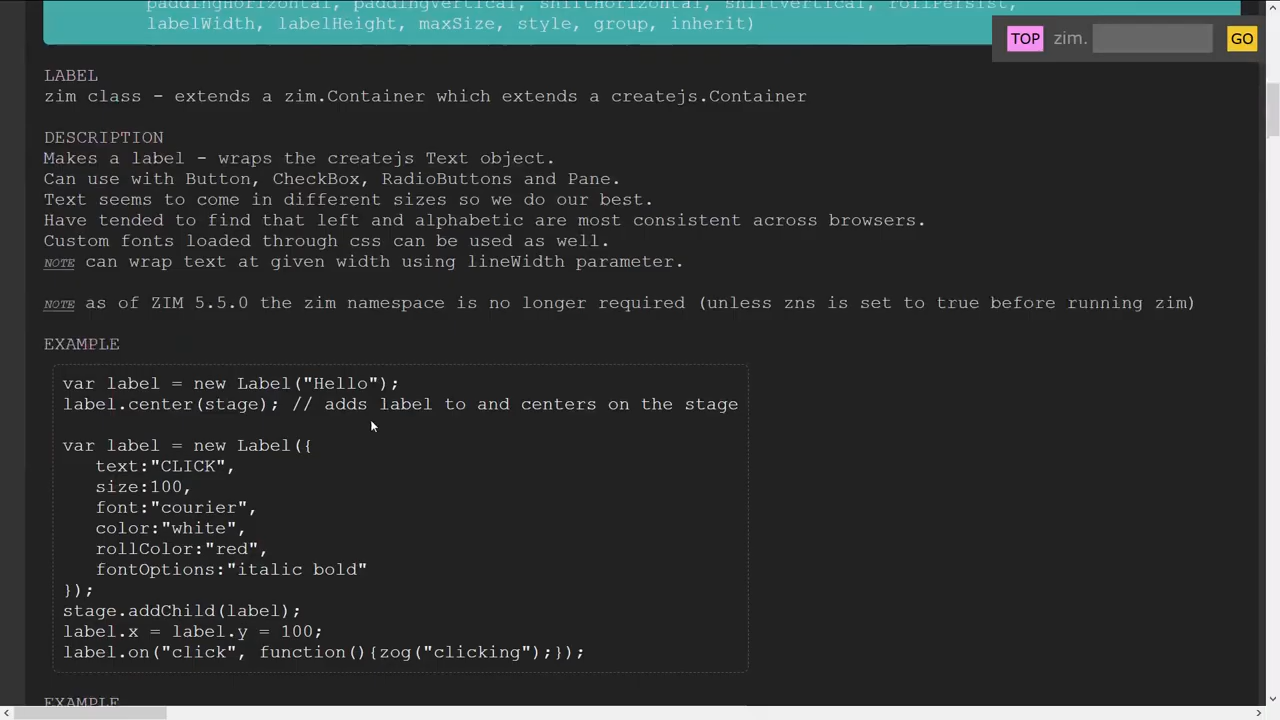 paddingHorizontal, paddingVertical, shiftHorizontal, shiftVertical, rollPersist,
labelWidth, labelHeight, maxSize, style, group, inherit)
TOP zim. GO
LABEL
zim class - extends a zim.Container which extends a createjs.Container
DESCRIPTION
Makes a label - wraps the createjs Text object.
Can use with Button, CheckBox, RadioButtons and Pane.
Text seems to come in different sizes so we do our best.
Have tended to find that left and alphabetic are most consistent across browsers.
Custom fonts loaded through css can be used as well.
NOTE can wrap text at given width using lineWidth parameter.
NOTE as of ZIM 5.5.0 the zim namespace is no longer required (unless zns is set to true before running zim)
EXAMPLE
var label = new Label("Hello");
label.center(stage); // adds label to and centers on the stage
var label = new Label({
text:"CLICK",
size:100,
font:"courier",
color:"white",
rollColor:"red",
fontOptions:"italic bold"
});
stage.addChild(label);
label.x = label.y = 100;
label.on("click", function(){zog("clicking");});
EXAMPLE